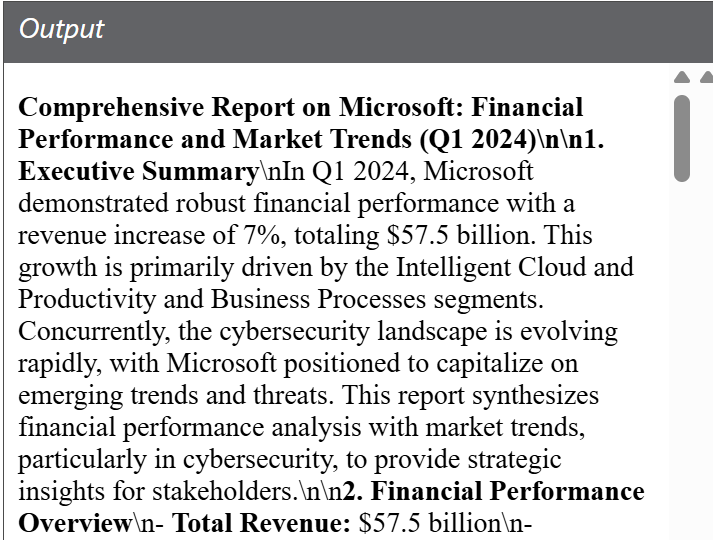 Output
Comprehensive Report on Microsoft: Financial
Performance and Market Trends (Q1 2024)\n\n1.
Executive Summary\nIn Q1 2024, Microsoft
demonstrated robust financial performance with a
revenue increase of 7%, totaling $57.5 billion. This
growth is primarily driven by the Intelligent Cloud and
Productivity and Business Processes segments.
Concurrently, the cybersecurity landscape is evolving
rapidly, with Microsoft positioned to capitalize on
emerging trends and threats. This report synthesizes
financial performance analysis with market trends,
particularly in cybersecurity, to provide strategic
insights for stakeholders.\n\n2. Financial Performance
Overview\n- Total Revenue: $57.5 billion\n-